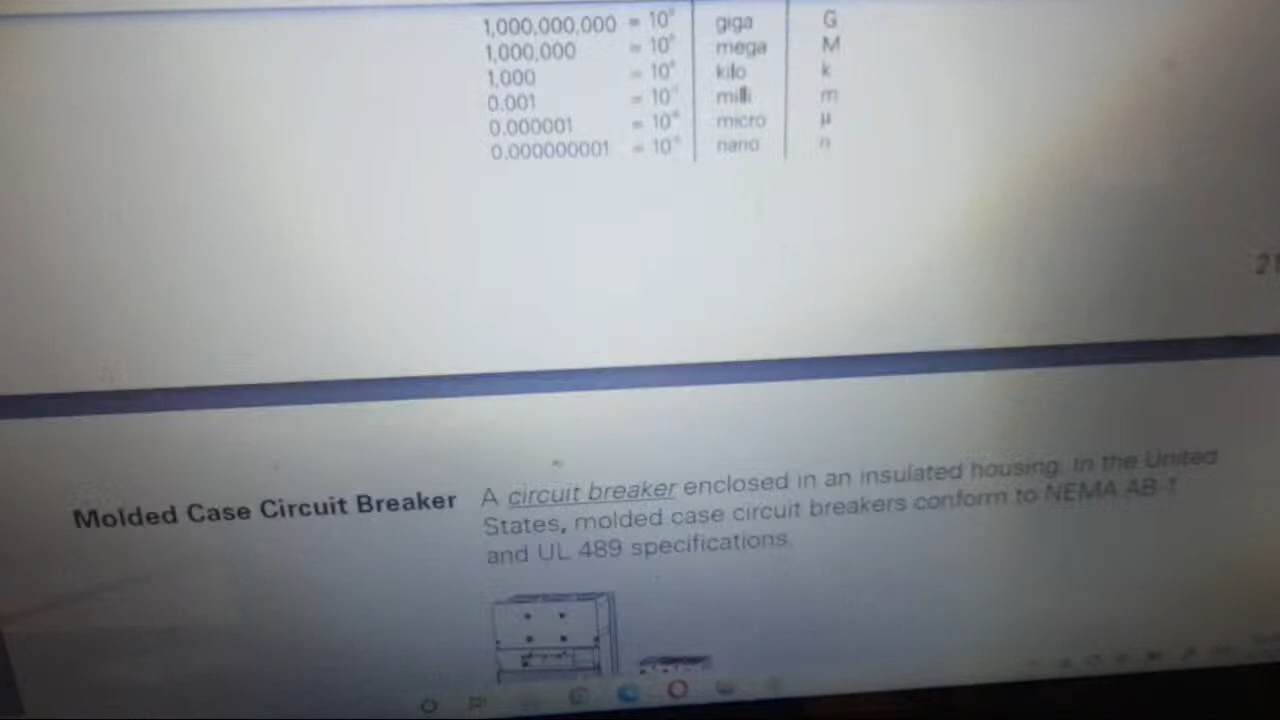 1,000,000,000 = 10⁹ giga G
1,000,000 = 10⁶ mega M
1,000 = 10³ kilo k
0.001 = 10⁻³ milli m
0.000001 = 10⁻⁶ micro µ
0.000000001 = 10⁻⁹ nano n
Molded Case Circuit Breaker A circuit breaker enclosed in an insulated housing. In the United
States, molded case circuit breakers conform to NEMA AB-1
and UL 489 specifications.